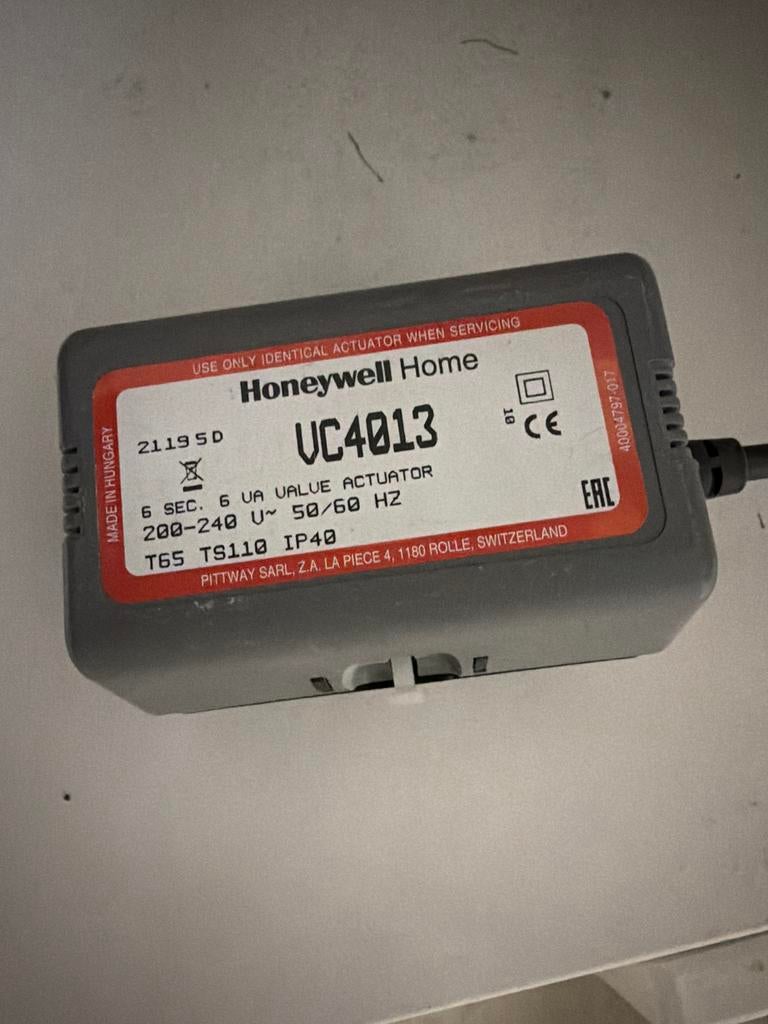 USE ONLY IDENTICAL ACTUATOR WHEN SERVICING
Honeywell Home
21195D
VC4013
10
CE
6 SEC. 6 VA VALVE ACTUATOR
200-240 V~ 50/60 HZ
T65 TS110 IP40
EAC
PITTWAY SARL, Z.A. LA PIECE 4, 1180 ROLLE, SWITZERLAND
MADE IN HUNGARY
40004797-017